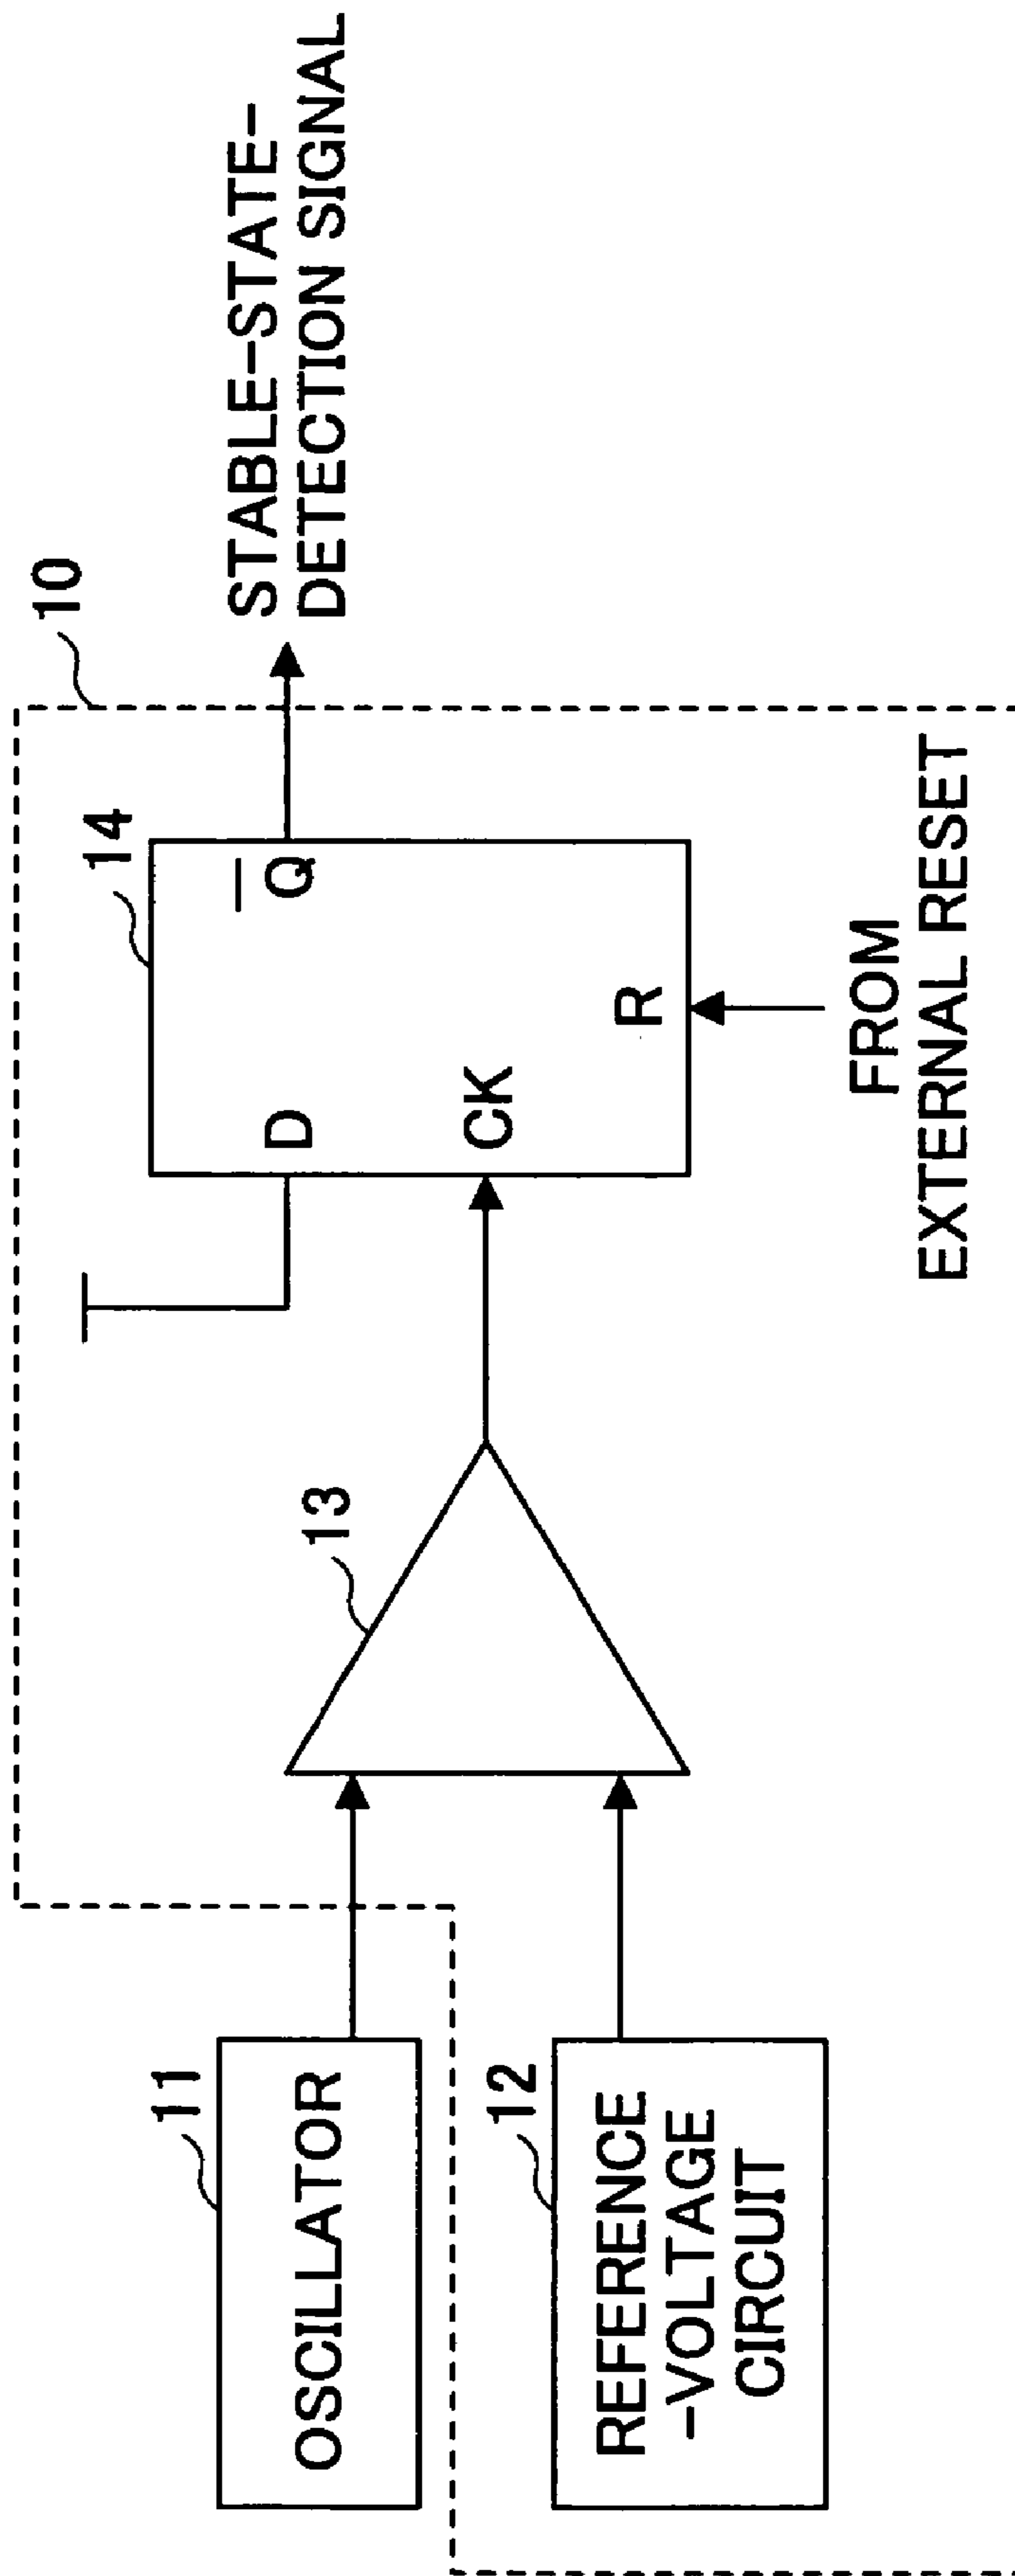 10
11
OSCILLATOR
12
REFERENCE
-VOLTAGE
CIRCUIT
13
14
D
Q
CK
R
STABLE-STATE-
DETECTION SIGNAL
FROM
EXTERNAL RESET